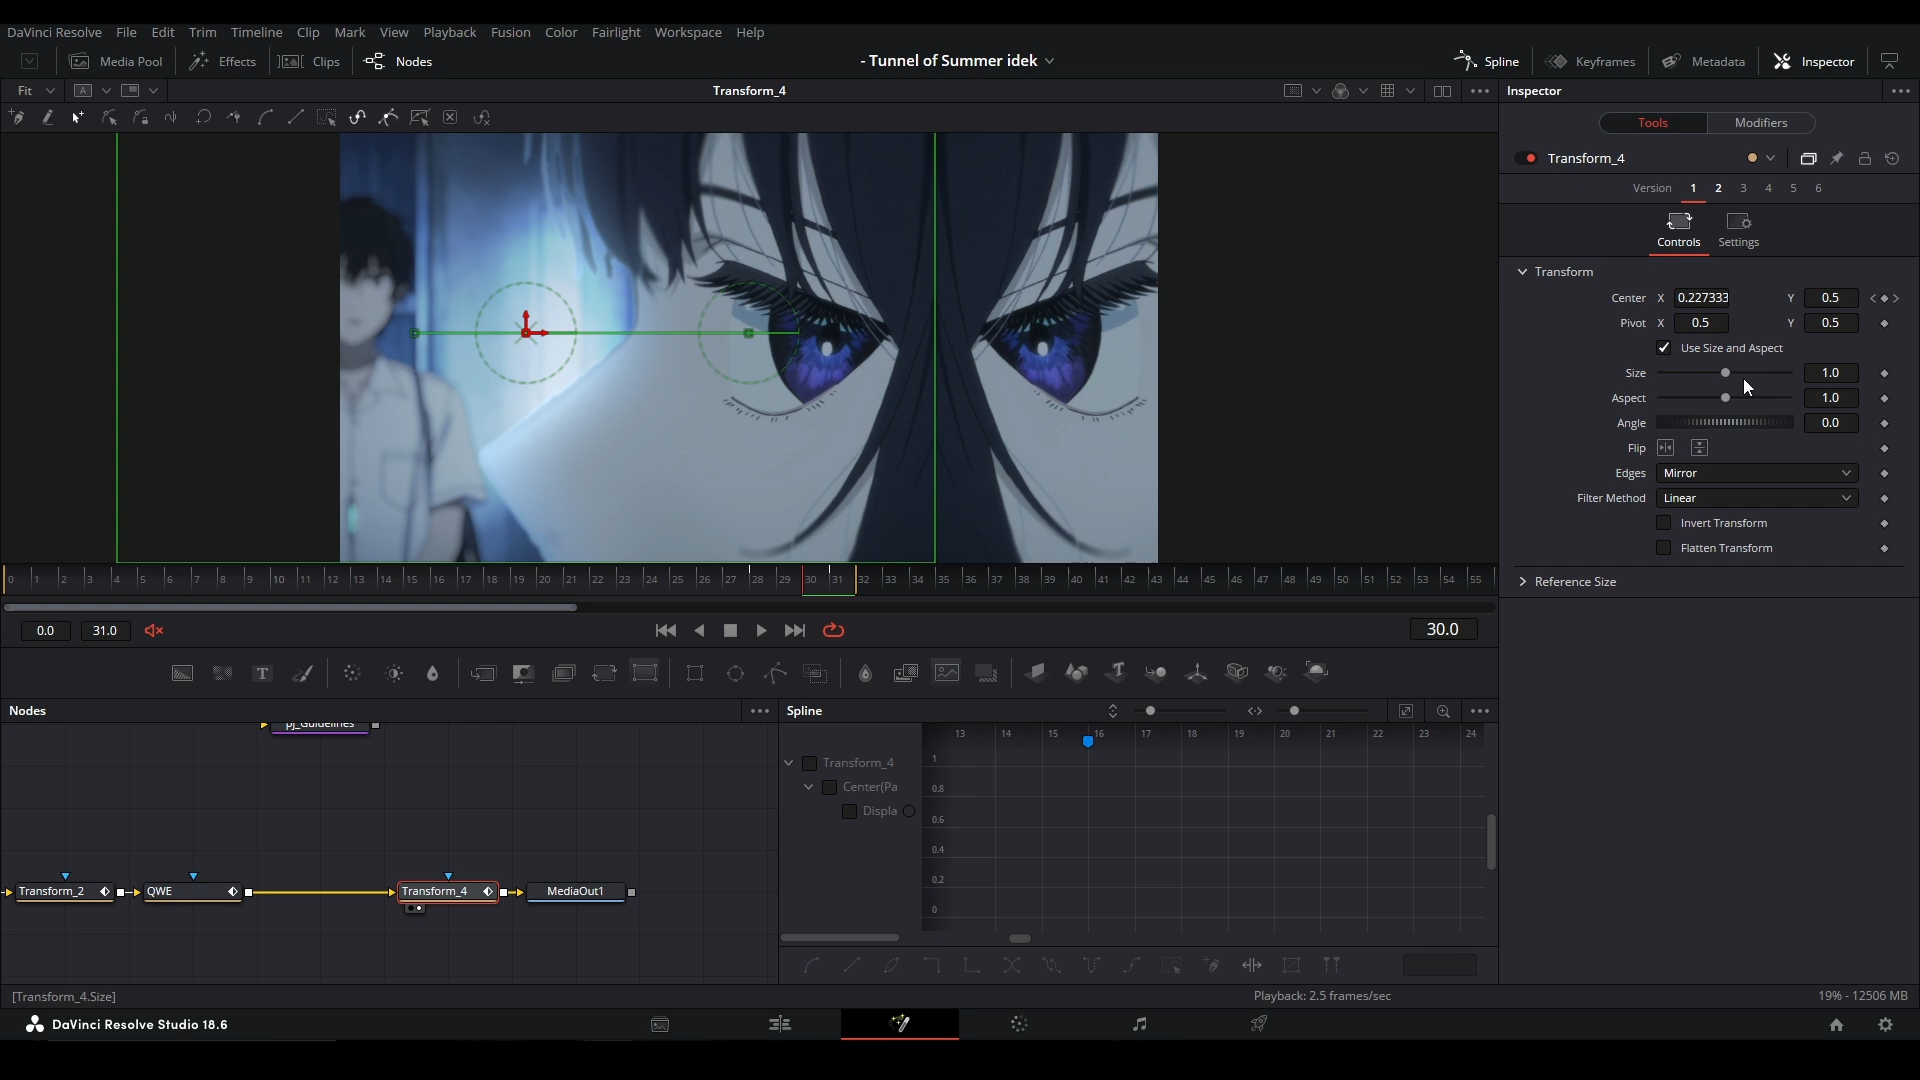 DaVinci Resolve File Edit Trim Timeline Clip Mark View Playback Fusion Color Fairlight Workspace Help
Media Pool Effects Clips Nodes - Tunnel of Summer idek Spline Keyframes Metadata Inspector
Fit A Transform_4 Inspector
Tools Modifiers
Transform_4
Version 1 2 3 4 5 6
Controls Settings
Transform
Center X 0.227333 Y 0.5
Pivot X 0.5 Y 0.5
Use Size and Aspect
Size 1.0
Aspect 1.0
Angle 0.0
Flip
Edges Mirror
Filter Method Linear
Invert Transform
Flatten Transform
Reference Size
0 1 2 3 4 5 6 7 8 9 10 11 12 13 14 15 16 17 18 19 20 21 22 23 24 25 26 27 28 29 30 31 32 33 34 35 36 37 38 39 40 41 42 43 44 45 46 47 48 49 50 51 52 53 54 55
0.0 31.0 30.0
T T
Nodes Spline
pj_Guidelines
13 14 15 16 17 18 19 20 21 22 23 24
Transform_4 1
Center(Pa 0.8
Displa
0.6
0.4
0.2
0
Transform_2 QWE Transform_4 MediaOut1
[Transform_4.Size] Playback: 2.5 frames/sec 19% - 12506 MB
DaVinci Resolve Studio 18.6